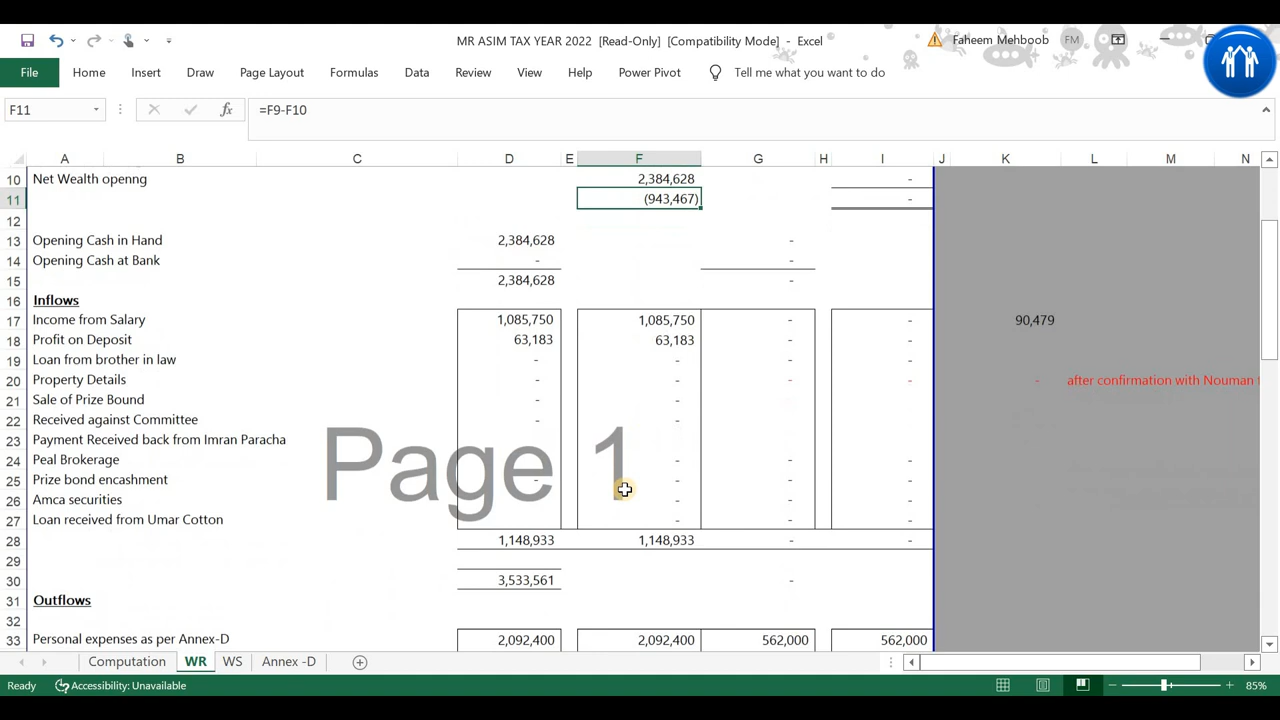 MR ASIM TAX YEAR 2022 [Read-Only] [Compatibility Mode] - Excel Faheem Mehboob FM
File Home Insert Draw Page Layout Formulas Data Review View Help Power Pivot Tell me what you want to do
F11 fx =F9-F10
A B C D E F G H I J K L M N
10 Net Wealth openng 2,384,628 -
11 (943,467) -
12
13 Opening Cash in Hand 2,384,628 -
14 Opening Cash at Bank - -
15 2,384,628 -
16 Inflows
17 Income from Salary 1,085,750 1,085,750 - - 90,479
18 Profit on Deposit 63,183 63,183 - -
19 Loan from brother in law - - - -
20 Property Details - - - - - after confirmation with Nouman
21 Sale of Prize Bound - - - -
22 Received against Committee - - - -
23 Payment Received back from Imran Paracha - -
24 Peal Brokerage - - -
25 Prize bond encashment - - - -
26 Amca securities - - -
27 Loan received from Umar Cotton - - -
Page 1
28 1,148,933 1,148,933 - -
29
30 3,533,561 -
31 Outflows
32
33 Personal expenses as per Annex-D 2,092,400 2,092,400 562,000 562,000
Computation WR WS Annex -D
Ready Accessibility: Unavailable 85%